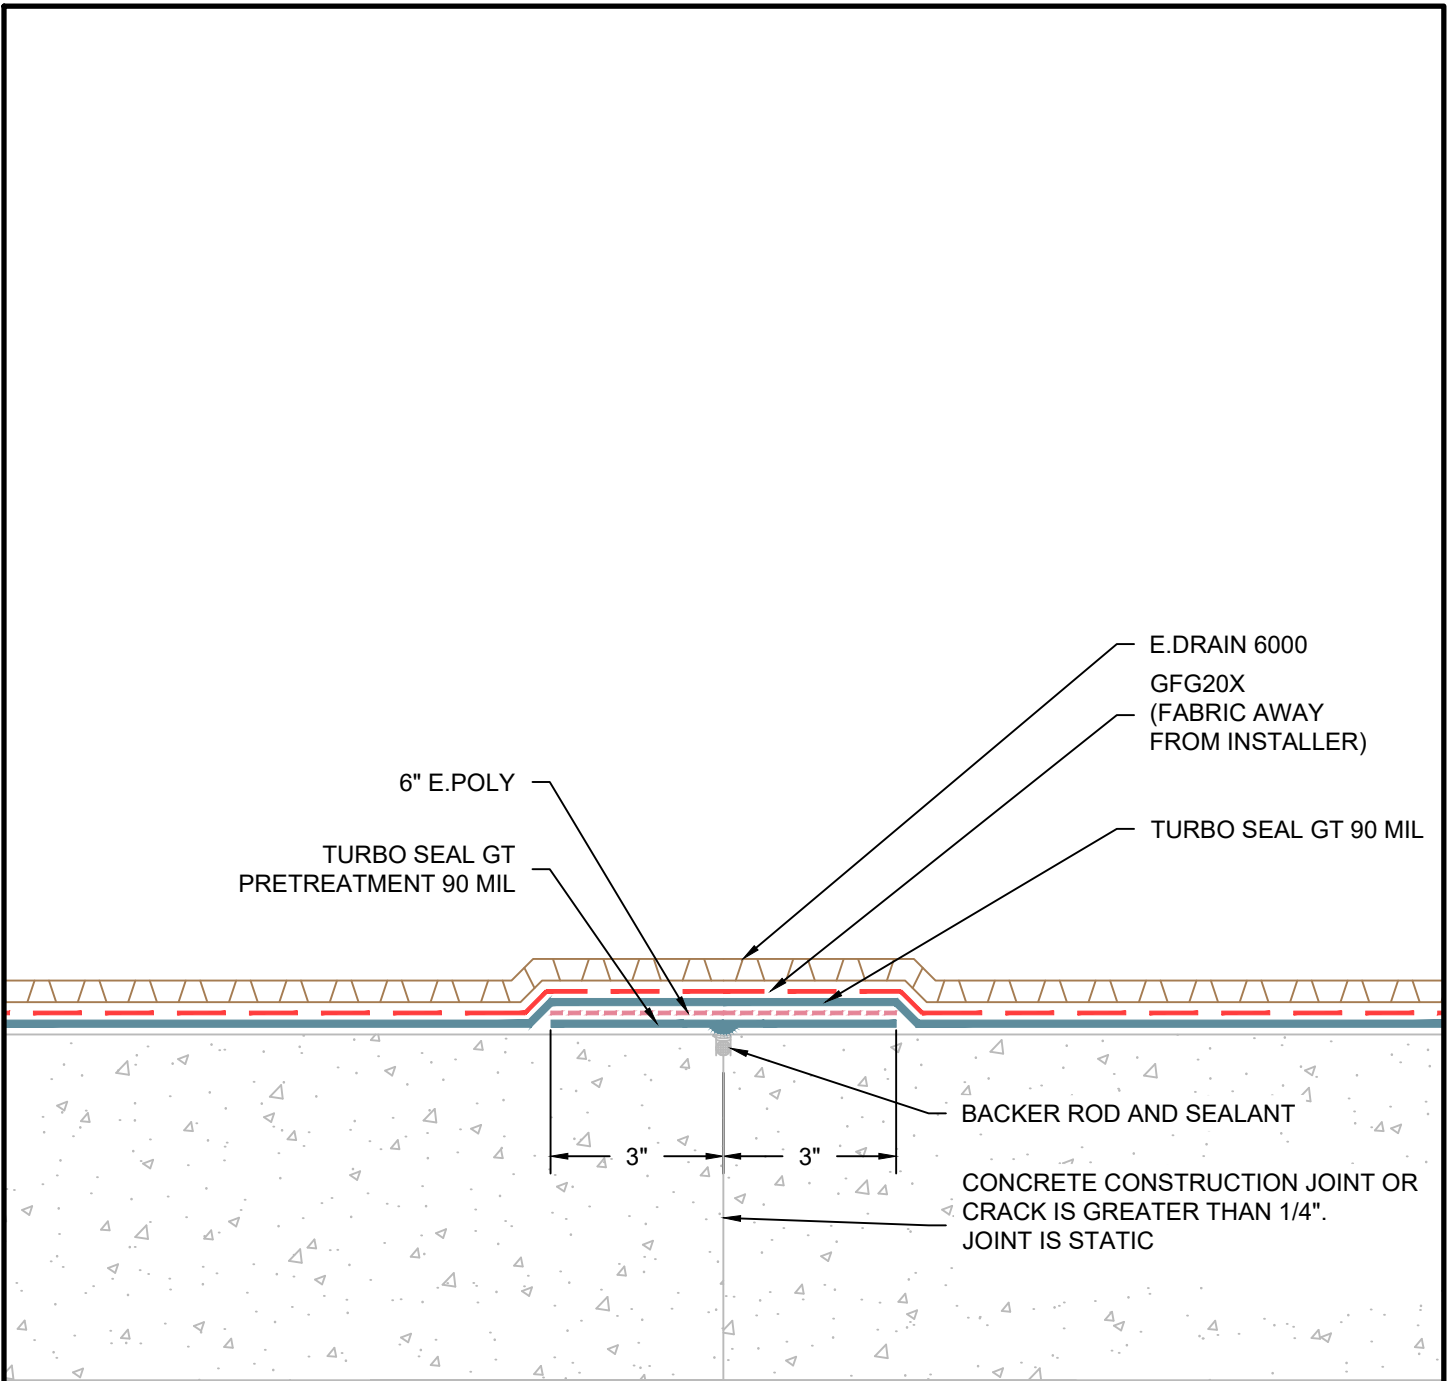 E.DRAIN 6000
GFG20X
(FABRIC AWAY
FROM INSTALLER)
6" E.POLY
TURBO SEAL GT 90 MIL
TURBO SEAL GT
PRETREATMENT 90 MIL
BACKER ROD AND SEALANT
3"
3"
CONCRETE CONSTRUCTION JOINT OR
CRACK IS GREATER THAN 1/4".
JOINT IS STATIC